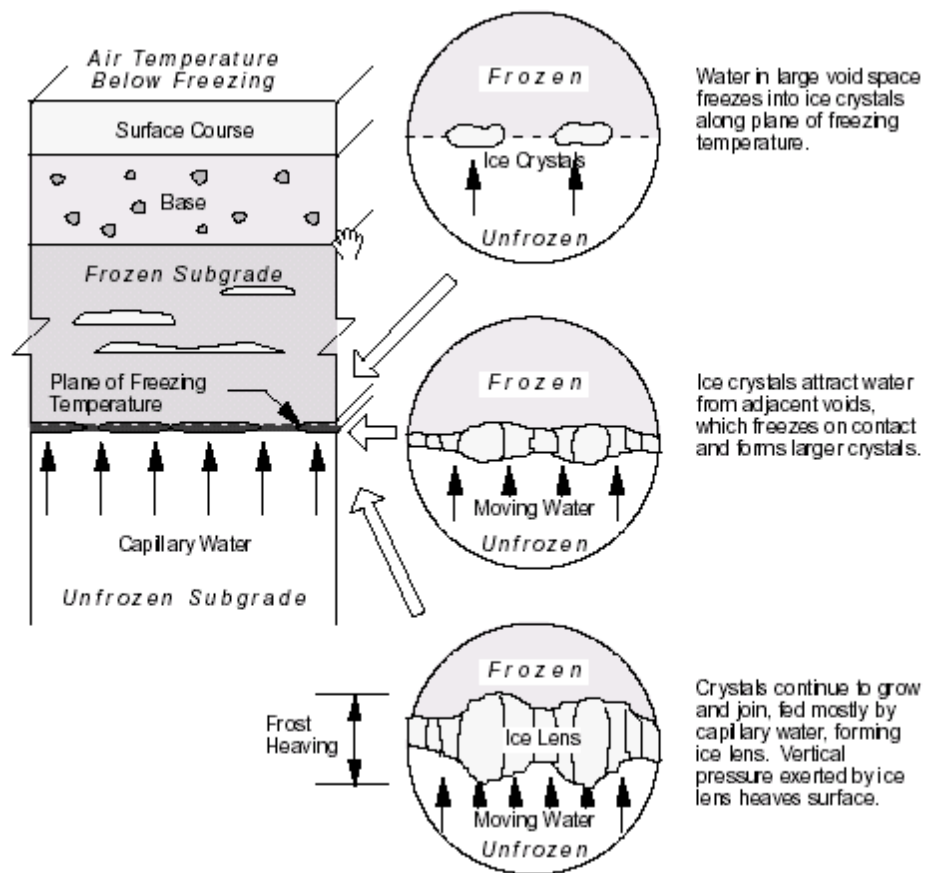 Air Temperature
Below Freezing
Surface Course
Base
Frozen Subgrade
Plane of Freezing
Temperature
Capillary Water
Unfrozen Subgrade
Frozen
Ice Crystals
Unfrozen
Water in large void space
freezes into ice crystals
along plane of freezing
temperature.
Frozen
Moving Water
Unfrozen
Ice crystals attract water
from adjacent voids,
which freezes on contact
and forms larger crystals.
Frost
Heaving
Frozen
Ice Lens
Moving Water
Unfrozen
Crystals continue to grow
and join, fed mostly by
capillary water, forming
ice lens. Vertical
pressure exerted by ice
lens heaves surface.